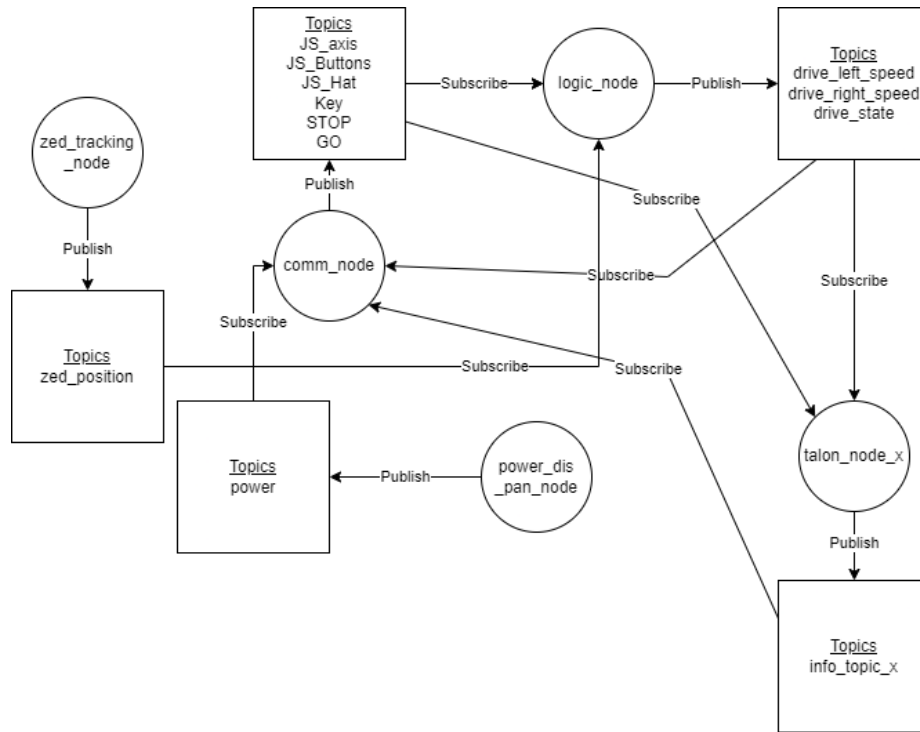 Topics
JS_axis
JS_Buttons
JS_Hat
Key
STOP
GO
Subscribe
logic_node
Publish
Topics
drive_left_speed
drive_right_speed
drive_state
zed_tracking
_node
Publish
Publish
comm_node
Subscribe
Subscribe
Subscribe
Subscribe
Topics
zed_position
Subscribe
Subscribe
Topics
power
Publish
power_dis
_pan_node
talon_node_x
Publish
Topics
info_topic_x